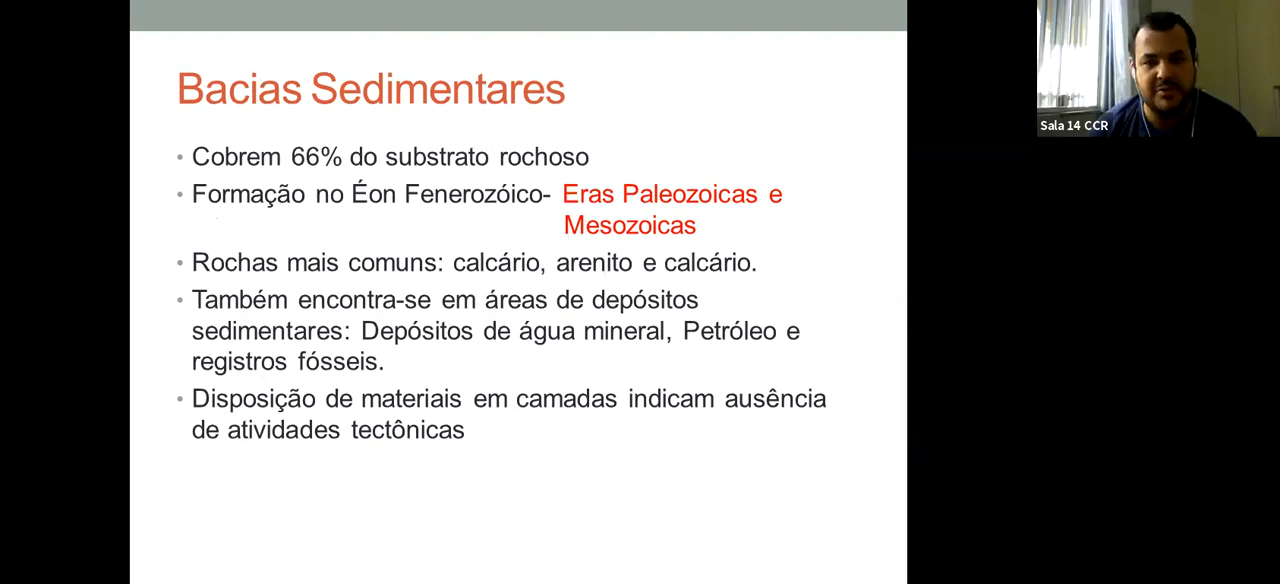 Bacias Sedimentares
• Cobrem 66% do substrato rochoso
• Formação no Éon Fenerozóico- Eras Paleozoicas e
Mesozoicas
• Rochas mais comuns: calcário, arenito e calcário.
• Também encontra-se em áreas de depósitos
sedimentares: Depósitos de água mineral, Petróleo e
registros fósseis.
• Disposição de materiais em camadas indicam ausência
de atividades tectônicas
Sala 14 CCR